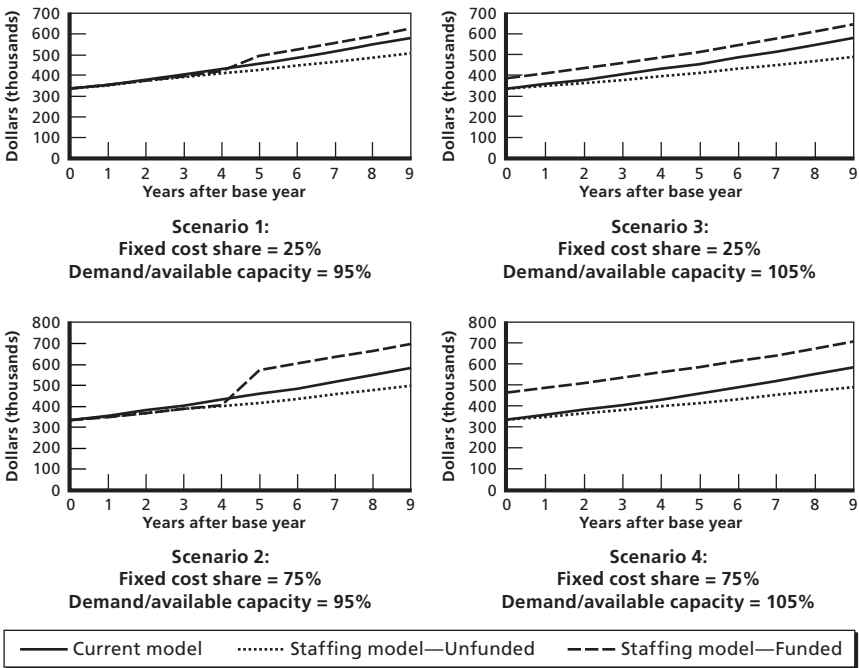 Dollars (thousands)
700
600
500
400
300
200
100
0
0 1 2 3 4 5 6 7 8 9
Years after base year
Scenario 1:
Fixed cost share = 25%
Demand/available capacity = 95%
Dollars (thousands)
700
600
500
400
300
200
100
0
0 1 2 3 4 5 6 7 8 9
Years after base year
Scenario 3:
Fixed cost share = 25%
Demand/available capacity = 105%
Dollars (thousands)
800
700
600
500
400
300
200
100
0
0 1 2 3 4 5 6 7 8 9
Years after base year
Scenario 2:
Fixed cost share = 75%
Demand/available capacity = 95%
Dollars (thousands)
800
700
600
500
400
300
200
100
0
0 1 2 3 4 5 6 7 8 9
Years after base year
Scenario 4:
Fixed cost share = 75%
Demand/available capacity = 105%
Current model Staffing model—Unfunded Staffing model—Funded